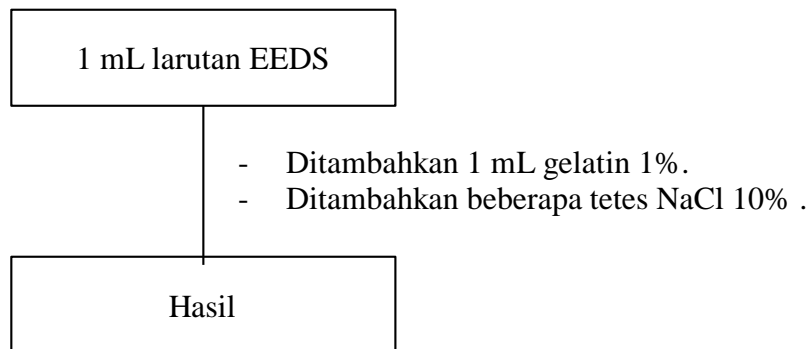 1 mL larutan EEDS
- Ditambahkan 1 mL gelatin 1%.
- Ditambahkan beberapa tetes NaCl 10% .
Hasil